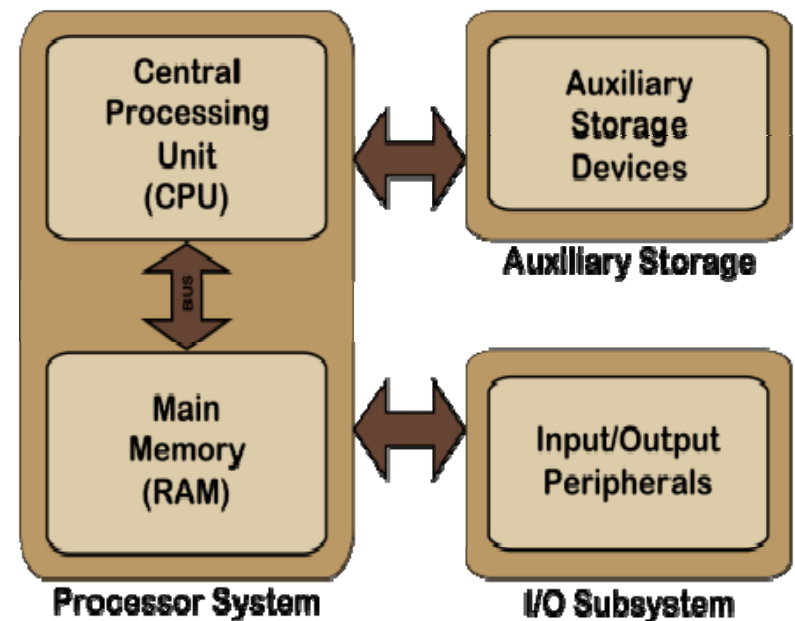 Central
Processing
Unit
(CPU)
BUS
Main
Memory
(RAM)
Processor System
Auxiliary
Storage
Devices
Auxiliary Storage
Input/Output
Peripherals
I/O Subsystem